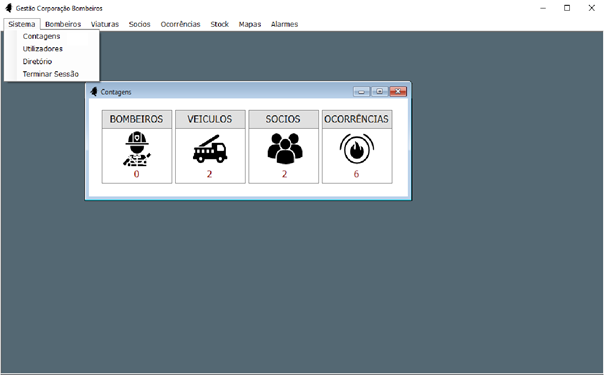 Gestão Corporação Bombeiros
Sistema Bombeiros Viaturas Socios Ocorrências Stock Mapas Alarmes
Contagens
Utilizadores
Diretório
Terminar Sessão
Contagens
BOMBEIROS VEICULOS SOCIOS OCORRÊNCIAS
0 2 2 6